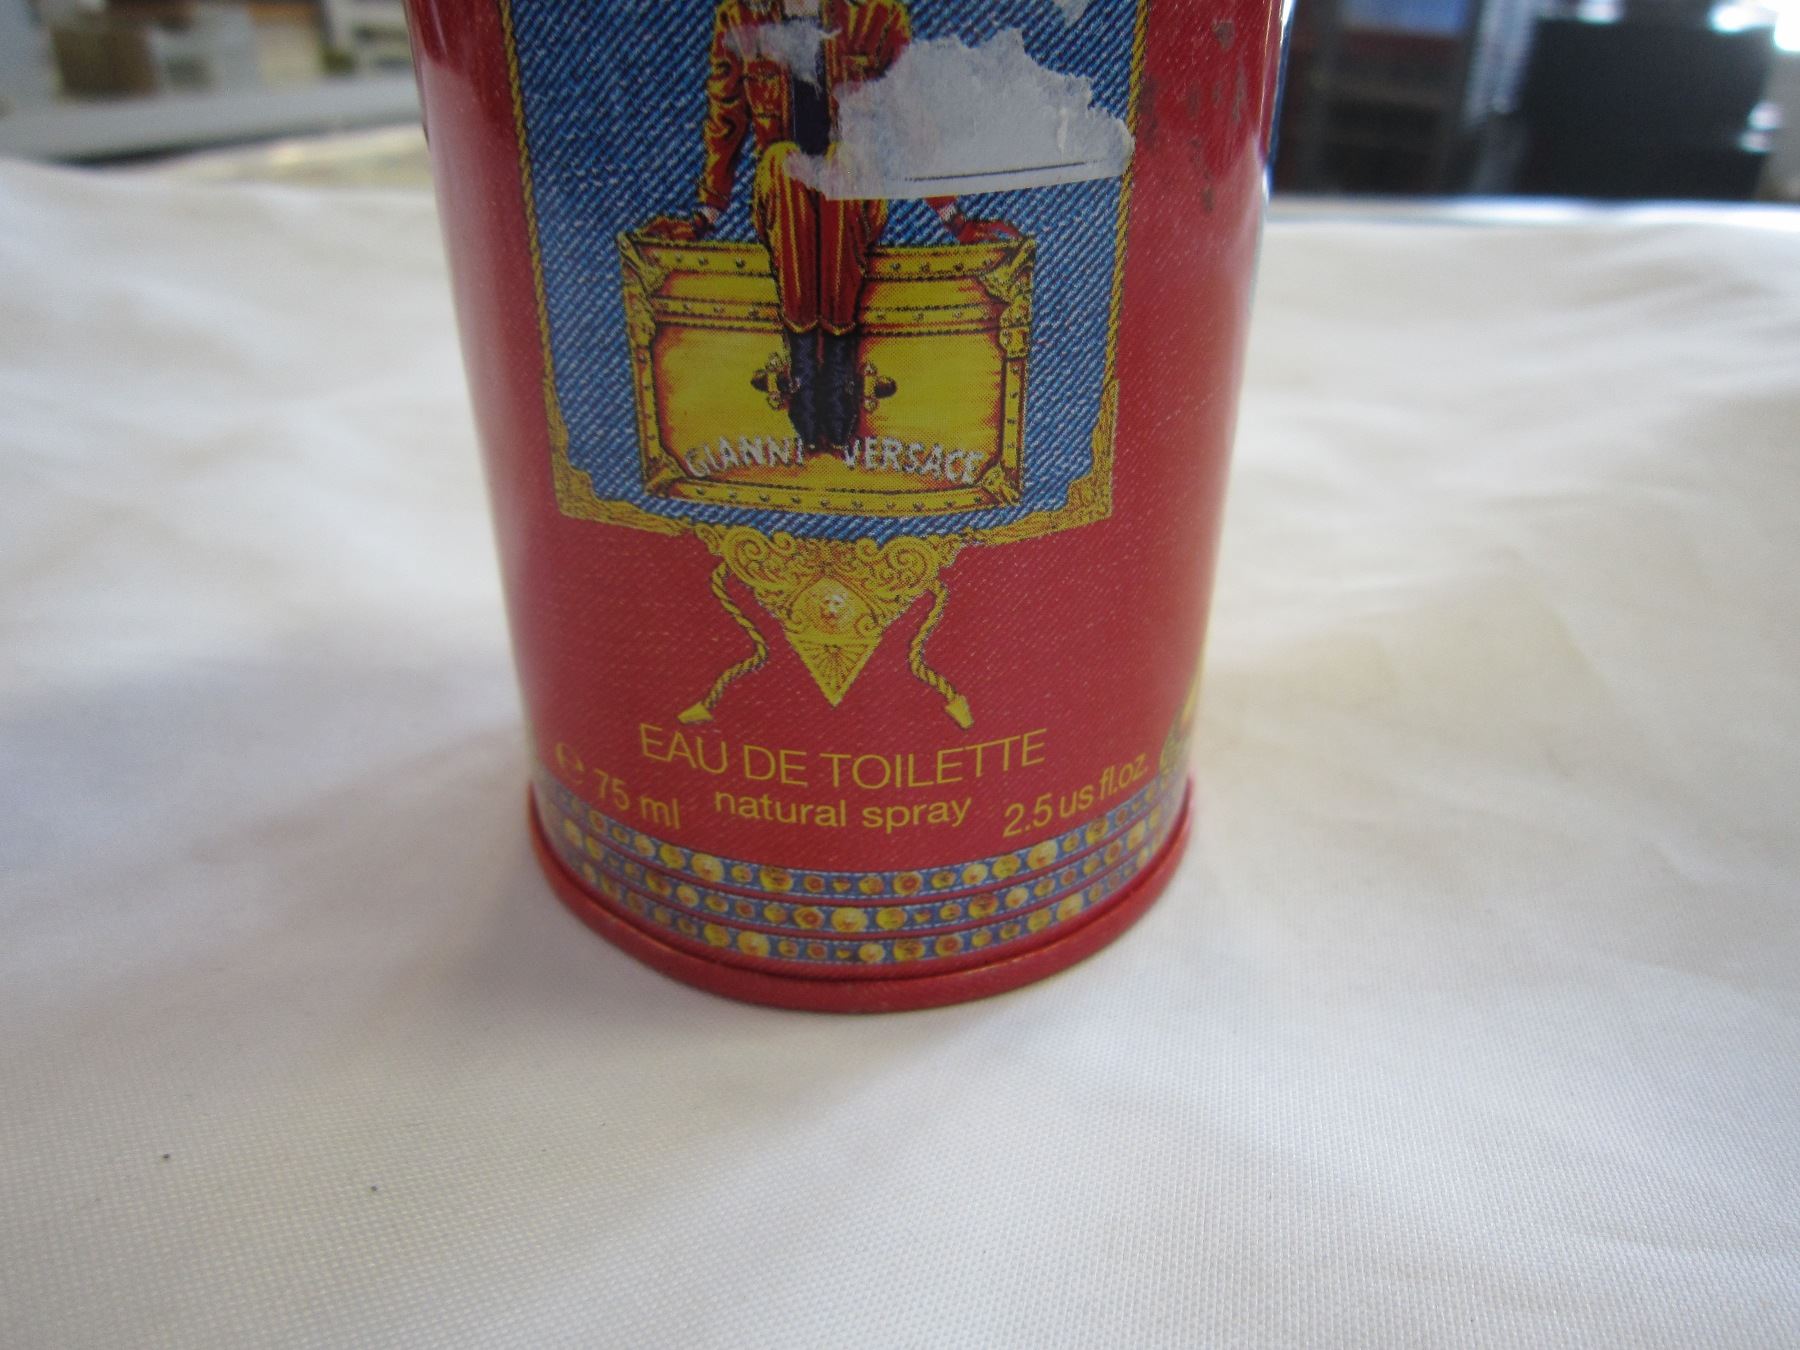 GIANNI VERSACE
EAU DE TOILETTE
℮ 75 ml natural spray 2.5 us fl.oz.